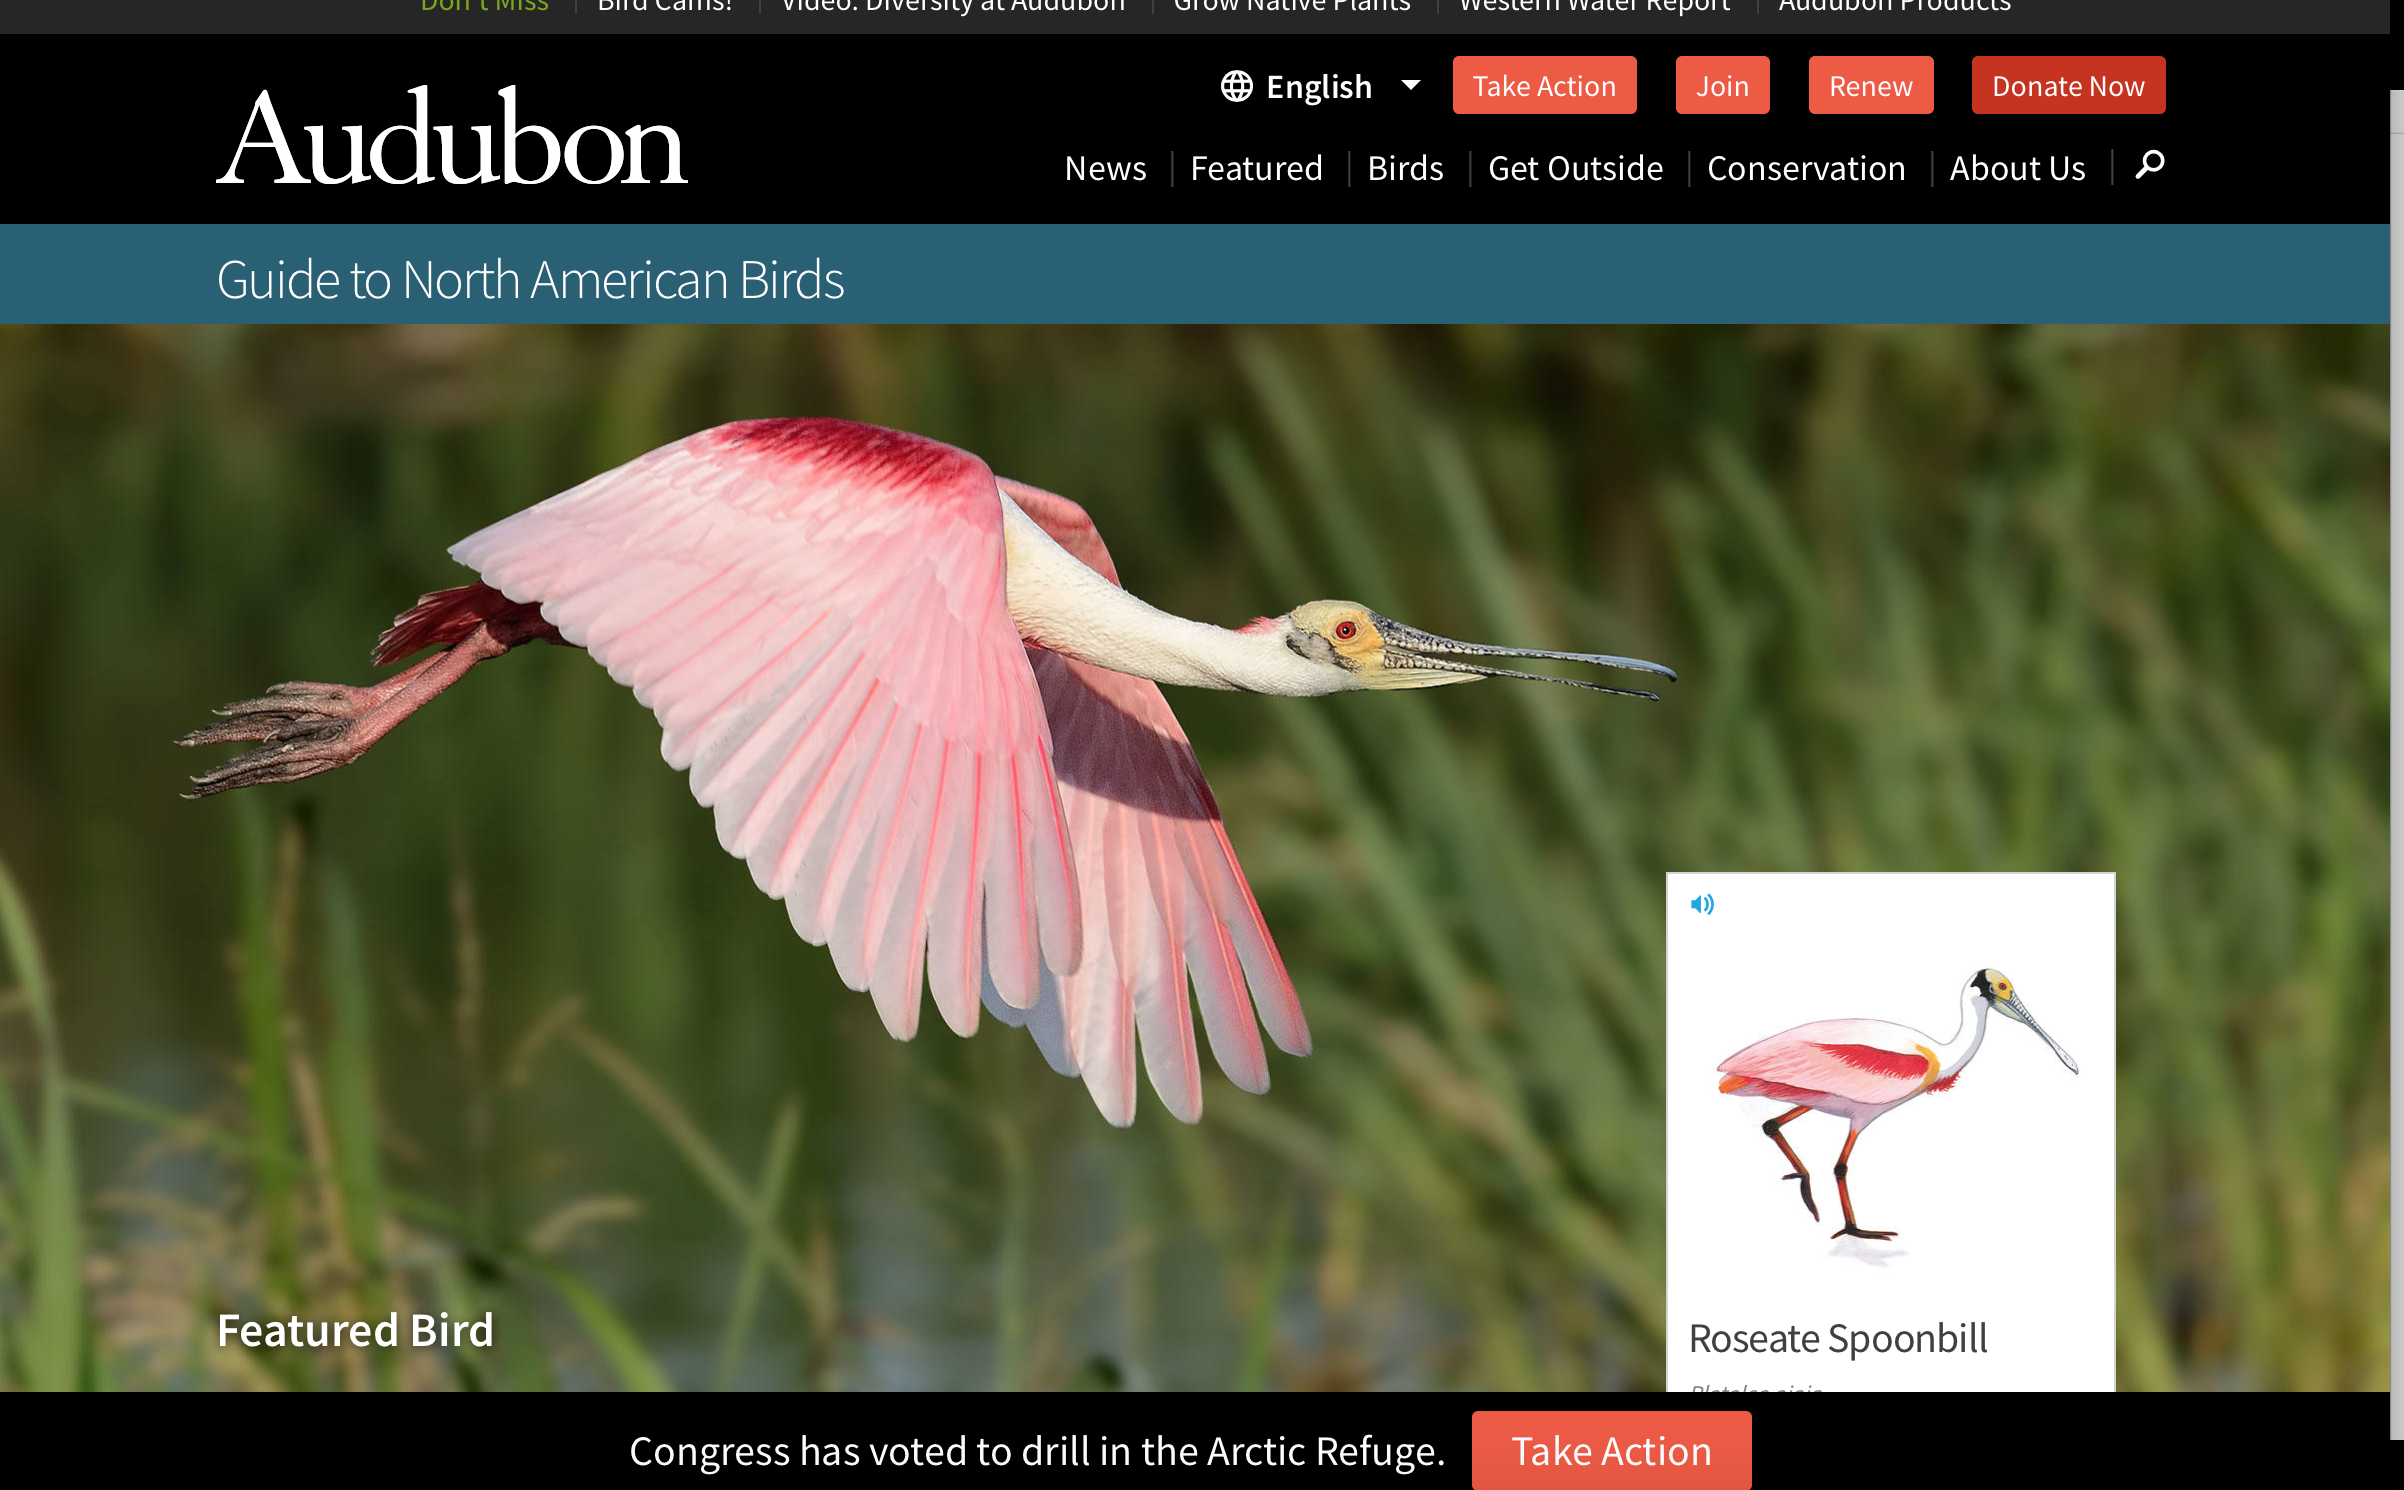 Don't Miss Bird Cams! Video: Diversity at Audubon Grow Native Plants Western Water Report Audubon Products
English Take Action Join Renew Donate Now
Audubon
News Featured Birds Get Outside Conservation About Us
Guide to North American Birds
Featured Bird
Roseate Spoonbill
Platalea ajaja
Congress has voted to drill in the Arctic Refuge. Take Action